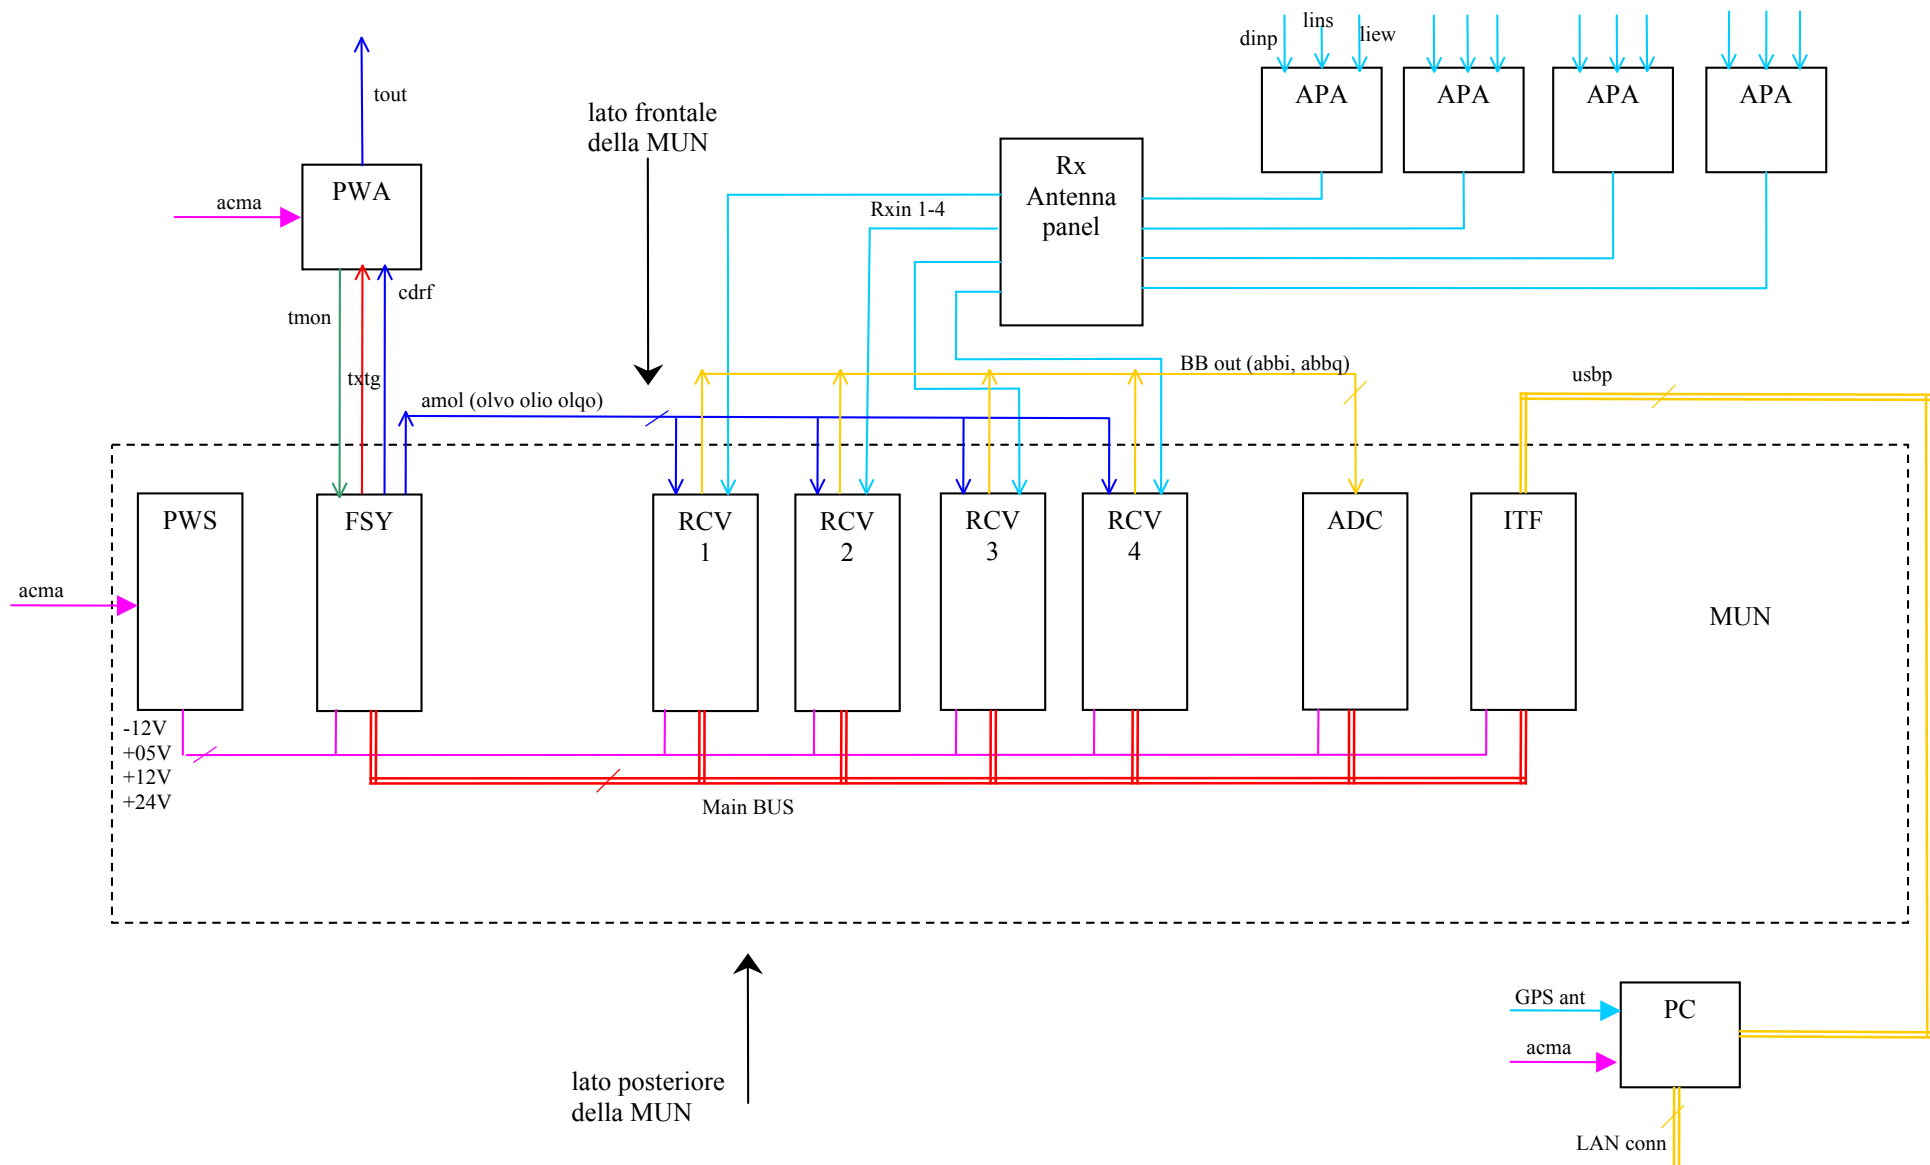 lins
dinp
liew
APA
APA
APA
APA
tout
lato frontale
della MUN
PWA
acma
Rx
Antenna
panel
Rxin 1-4
cdrf
tmon
txtg
amol (olvo olio olqo)
BB out (abbi, abbq)
usbp
PWS
FSY
RCV
1
RCV
2
RCV
3
RCV
4
ADC
ITF
acma
MUN
-12V
+05V
+12V
+24V
Main BUS
GPS ant
PC
acma
lato posteriore
della MUN
LAN conn